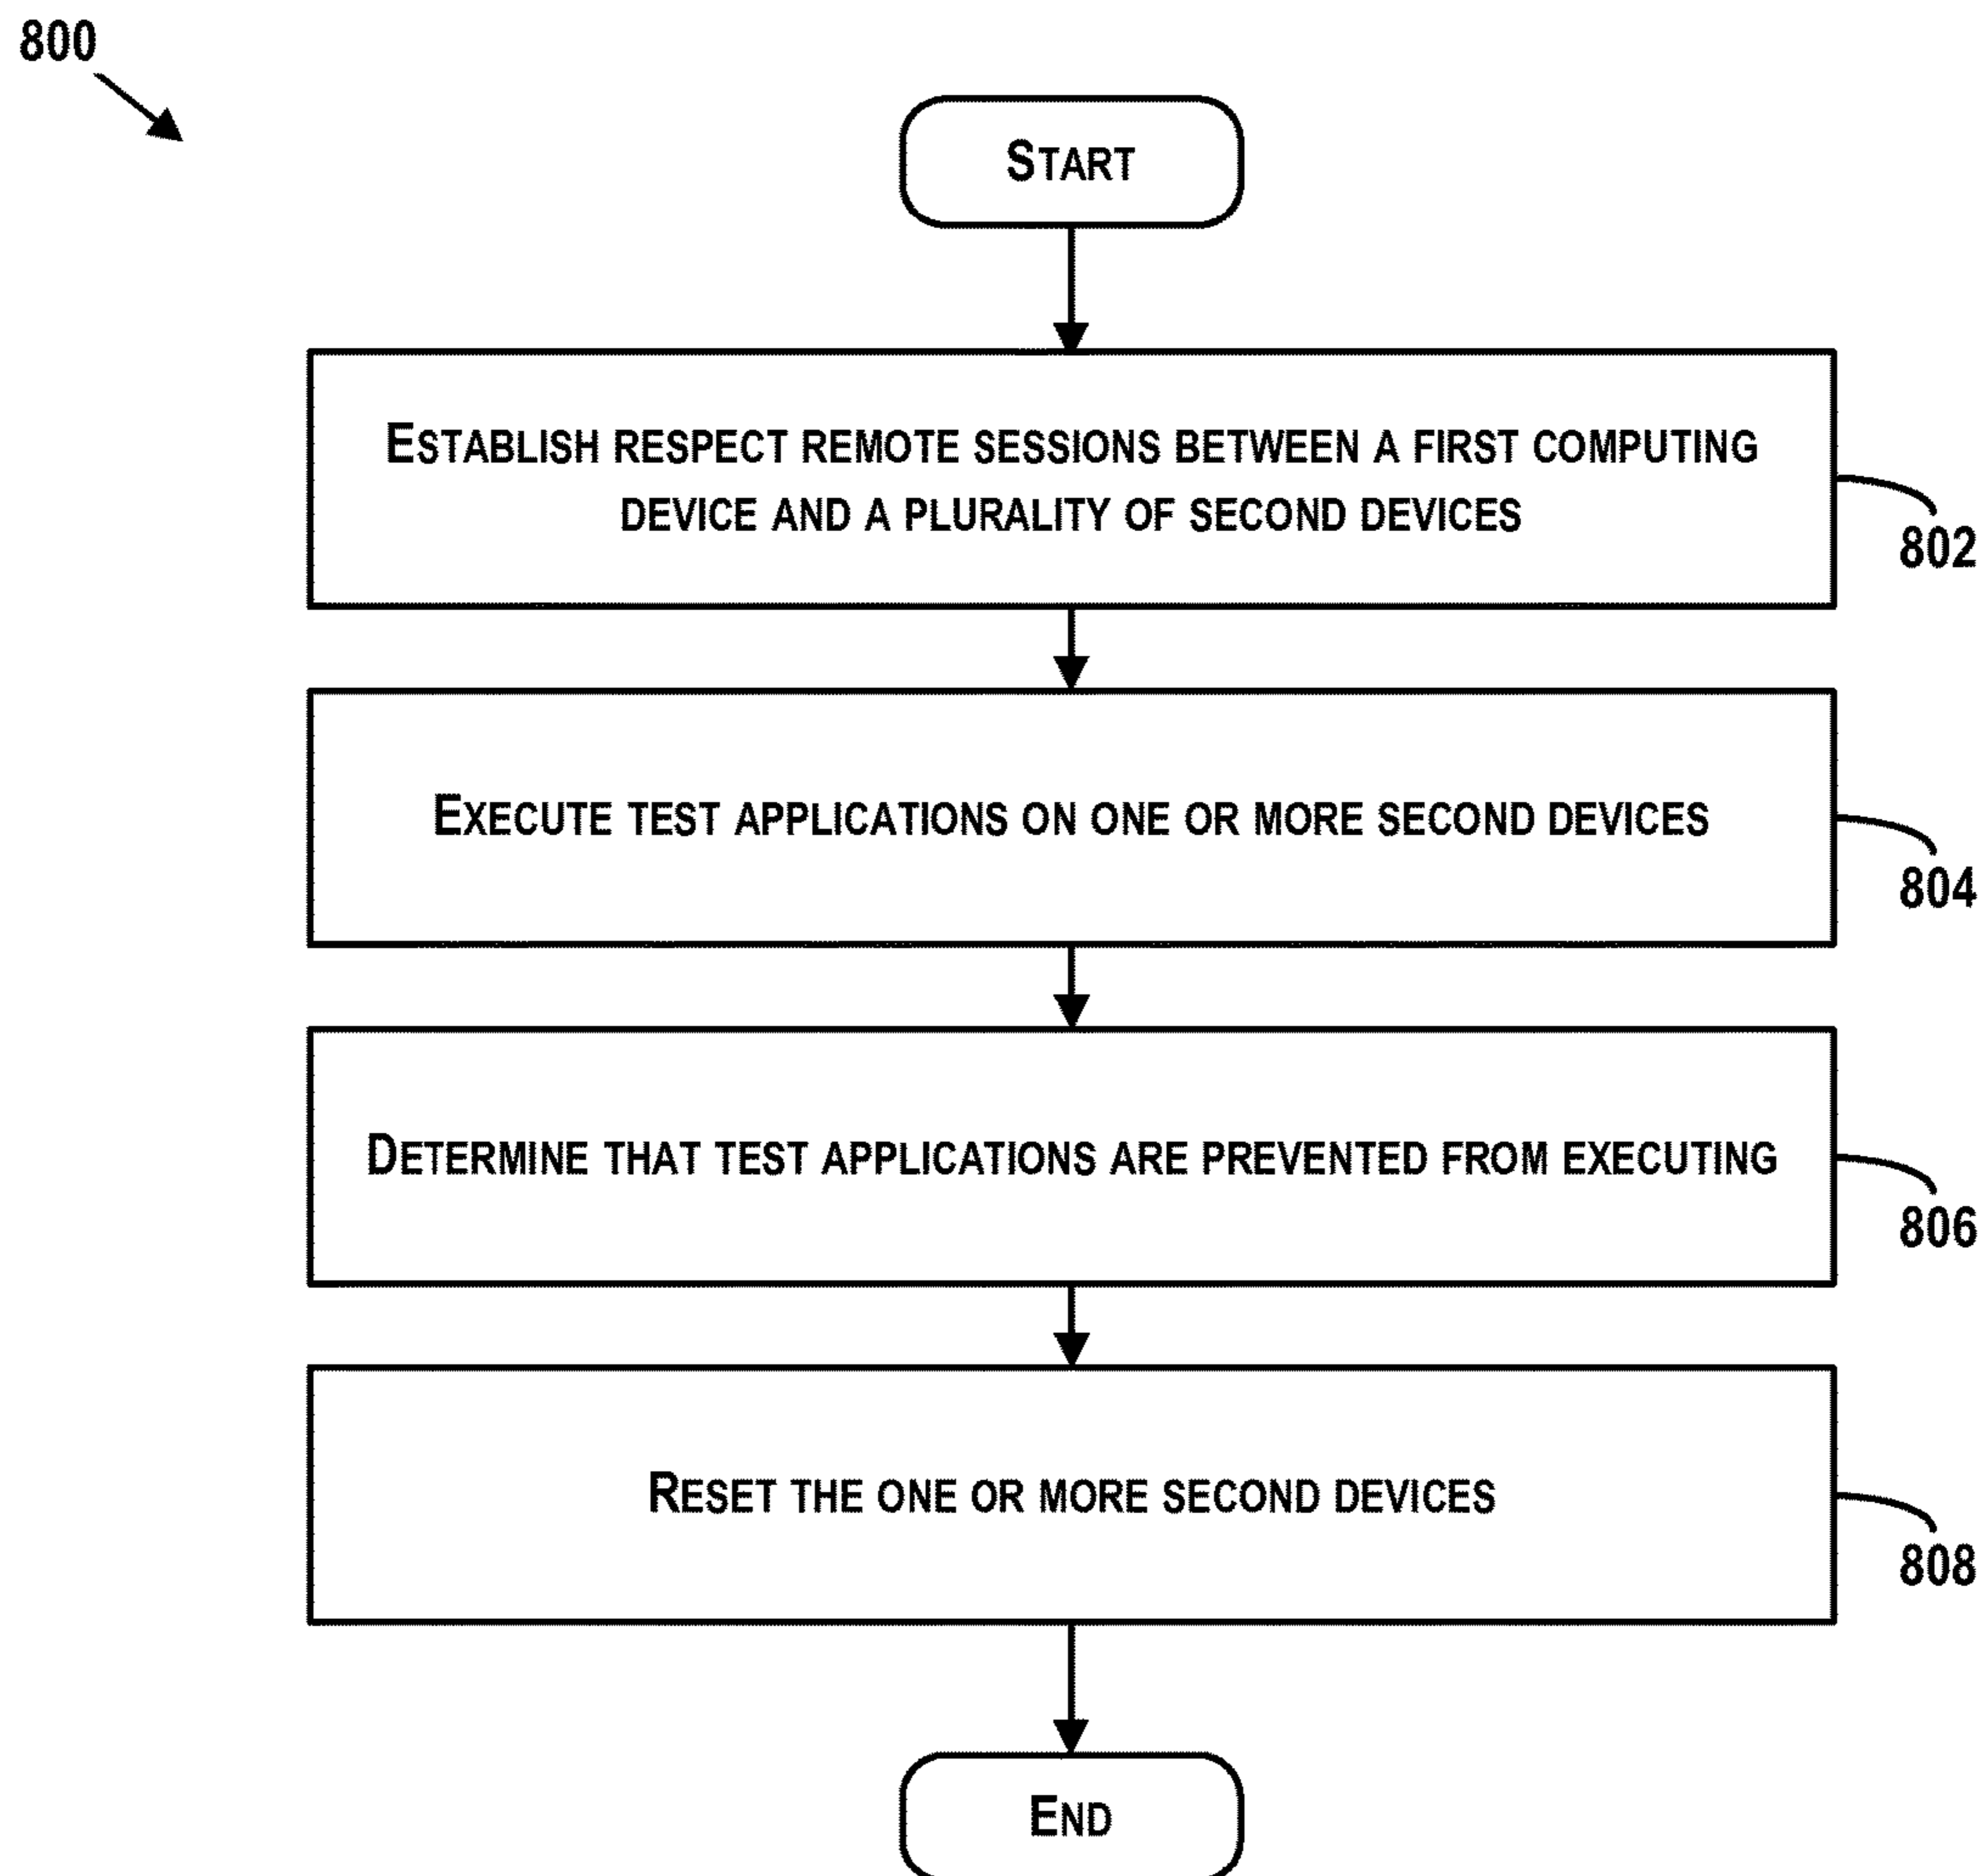 800
START
ESTABLISH RESPECT REMOTE SESSIONS BETWEEN A FIRST COMPUTING
DEVICE AND A PLURALITY OF SECOND DEVICES
802
EXECUTE TEST APPLICATIONS ON ONE OR MORE SECOND DEVICES
804
DETERMINE THAT TEST APPLICATIONS ARE PREVENTED FROM EXECUTING
806
RESET THE ONE OR MORE SECOND DEVICES
808
END